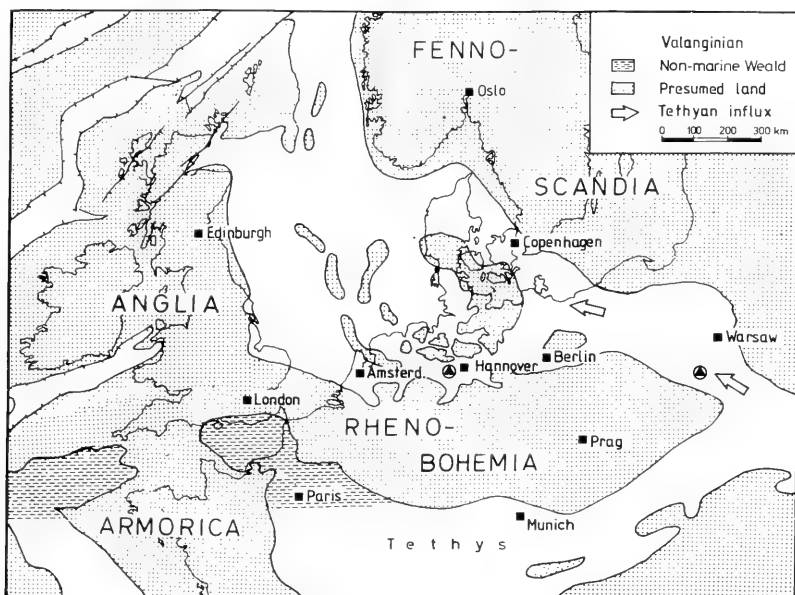 FENNO-
Oslo
SCANDIA
Valanginian
Non-marine Weald
Presumed land
Tethyan influx
0 100 200 300 km
Edinburgh
Copenhagen
ANGLIA
Warsaw
Berlin
Hannover
Amsterd.
London
RHENO-
BOHEMIA
Prag
Paris
ARMORICA
Munich
Tethys